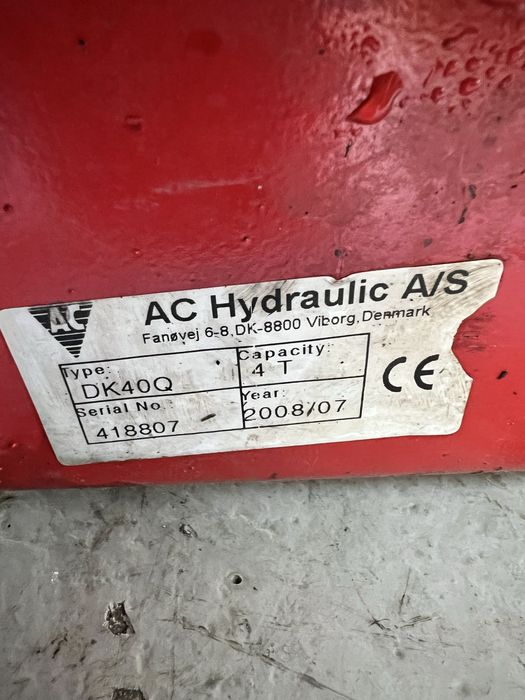 AC
AC Hydraulic A/S
Fanøvej 6-8, DK-8800 Viborg, Denmark
Type: Capacity:
DK40Q 4 T
Serial No.: Year:
418807 2008/07
CE